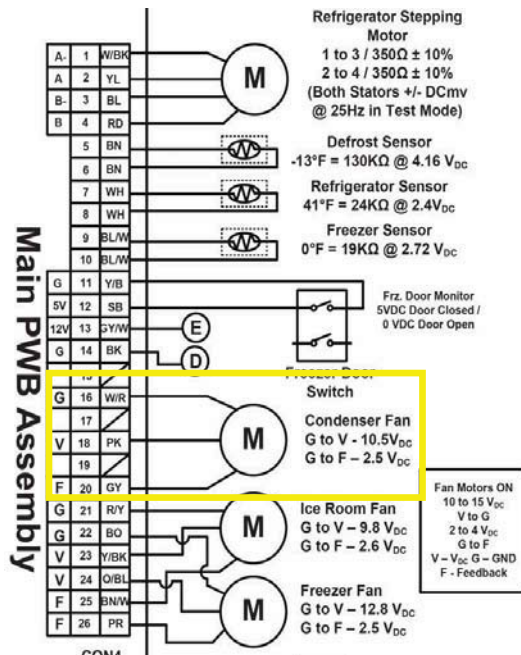 Refrigerator Stepping
Motor
1 to 3 / 350Ω ± 10%
2 to 4 / 350Ω ± 10%
(Both Stators +/- DCmv
@ 25Hz in Test Mode)
Defrost Sensor
-13°F = 130KΩ @ 4.16 VDC
Refrigerator Sensor
41°F = 24KΩ @ 2.4VDC
Freezer Sensor
0°F = 19KΩ @ 2.72 VDC
Frz. Door Monitor
5VDC Door Closed /
0 VDC Door Open
Freezer Door
Switch
Condenser Fan
G to V - 10.5VDC
G to F – 2.5 VDC
Ice Room Fan
G to V – 9.8 VDC
G to F – 2.6 VDC
Freezer Fan
G to V – 12.8 VDC
G to F – 2.5 VDC
Fan Motors ON
10 to 15 VDC
V to G
2 to 4 VDC
G to F
V – VDC G – GND
F - Feedback
Main PWB Assembly
A- 1 W/BK
A 2 YL
B- 3 BL
B 4 RD
5 BN
6 BN
7 WH
8 WH
9 BL/W
10 BL/W
G 11 Y/B
5V 12 SB
12V 13 GY/W
G 14 BK
15
G 16 W/R
17
V 18 PK
19
F 20 GY
G 21 R/Y
G 22 BO
V 23 Y/BK
V 24 O/BL
F 25 BN/W
F 26 PR
CON4
M
E
D
M
M
M